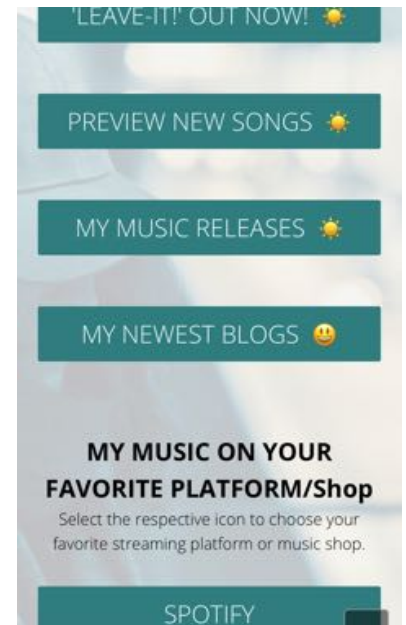 'LEAVE-IT!' OUT NOW! ☀️
PREVIEW NEW SONGS ☀️
MY MUSIC RELEASES ☀️
MY NEWEST BLOGS 😃
MY MUSIC ON YOUR
FAVORITE PLATFORM/Shop
Select the respective icon to choose your
favorite streaming platform or music shop.
SPOTIFY